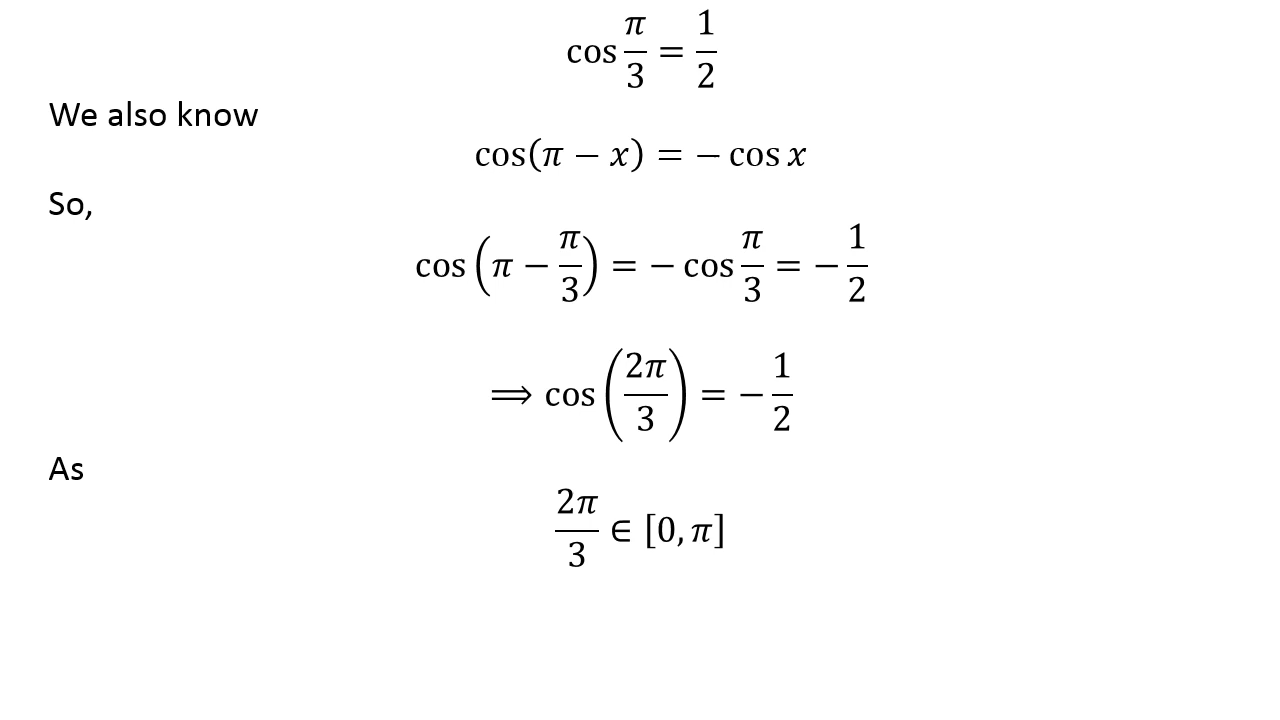 cos π/3 = 1/2
We also know
cos(π − x) = − cos x
So,
cos (π − π/3) = − cos π/3 = − 1/2
⟹ cos (2π/3) = − 1/2
As
2π/3 ∈ [0, π]